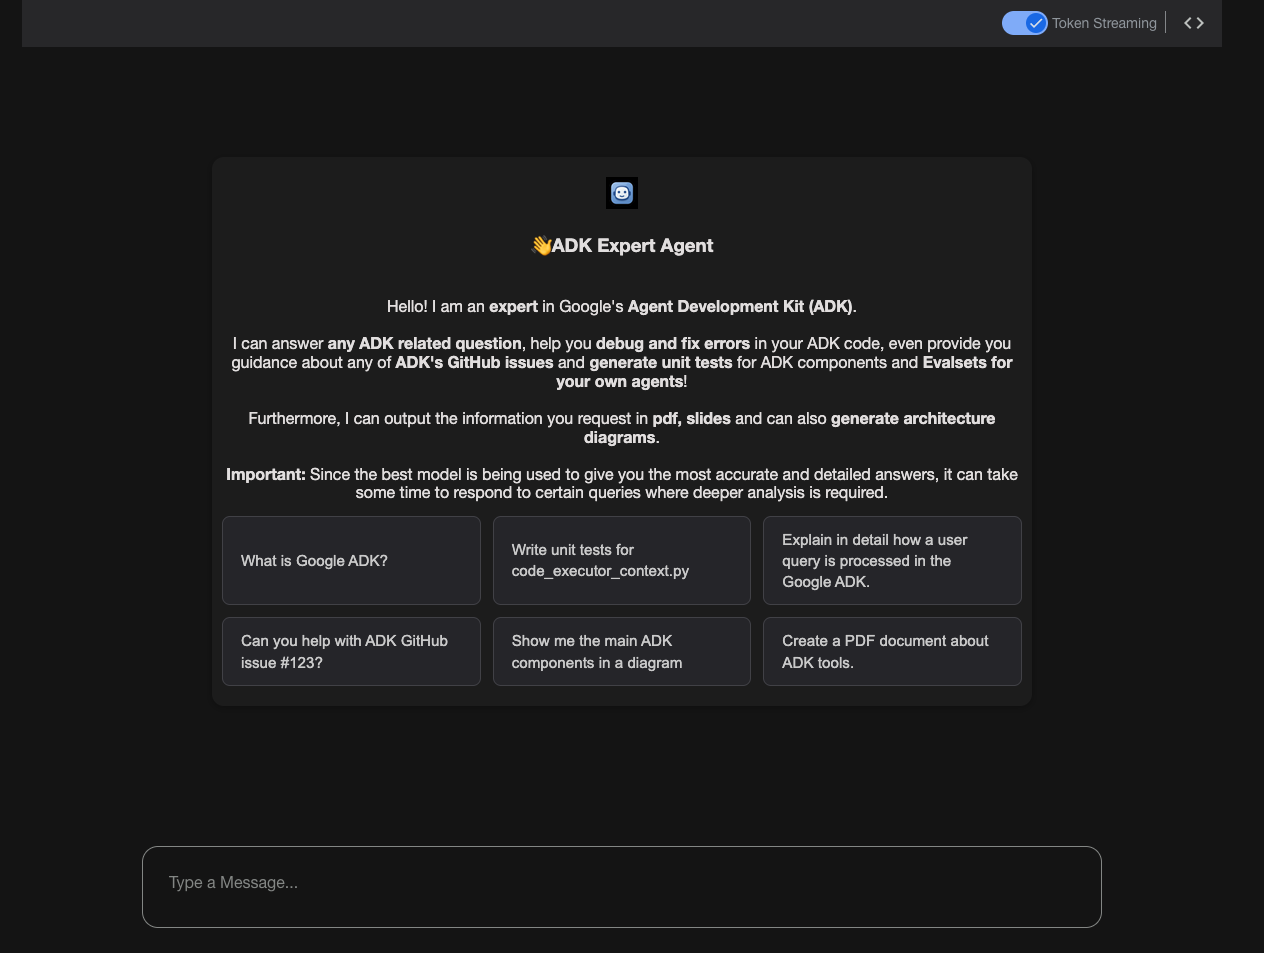 Token Streaming
👋ADK Expert Agent
Hello! I am an expert in Google's Agent Development Kit (ADK).
I can answer any ADK related question, help you debug and fix errors in your ADK code, even provide you
guidance about any of ADK's GitHub issues and generate unit tests for ADK components and Evalsets for
your own agents!
Furthermore, I can output the information you request in pdf, slides and can also generate architecture
diagrams.
Important: Since the best model is being used to give you the most accurate and detailed answers, it can take
some time to respond to certain queries where deeper analysis is required.
What is Google ADK?
Write unit tests for
code_executor_context.py
Explain in detail how a user
query is processed in the
Google ADK.
Can you help with ADK GitHub
issue #123?
Show me the main ADK
components in a diagram
Create a PDF document about
ADK tools.
Type a Message...